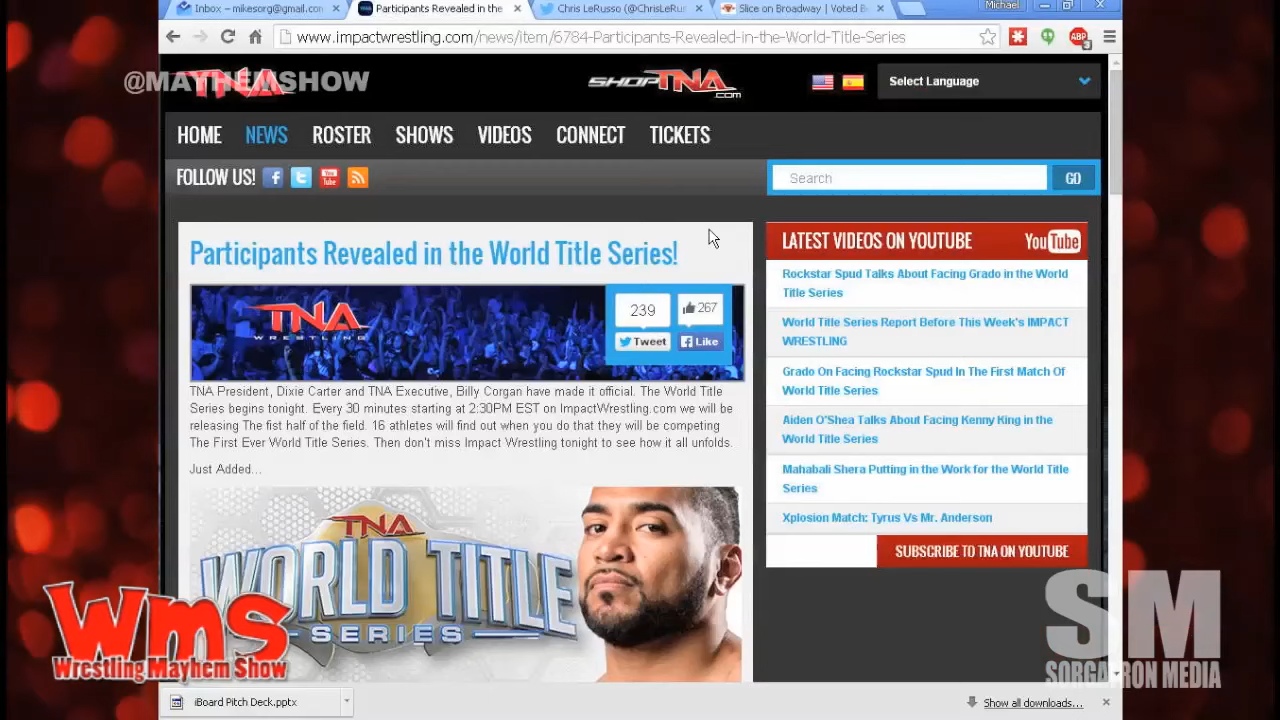 Inbox – mikesorg@gmail.com
Participants Revealed in the
Chris LeRusso (@ChrisLeRu
Slice on Broadway | Voted B
Michael
www.impactwrestling.com/news/item/6784-Participants-Revealed-in-the-World-Title-Series
ABP
3
@MAYHEMSHOW
TNA
SHOPTNA.COM
Select Language
HOME NEWS ROSTER SHOWS VIDEOS CONNECT TICKETS
FOLLOW US!
You Tube
Search
GO
Participants Revealed in the World Title Series!
TNA
WRESTLING
239
267
Tweet
Like
TNA President, Dixie Carter and TNA Executive, Billy Corgan have made it official. The World Title
Series begins tonight. Every 30 minutes starting at 2:30PM EST on ImpactWrestling.com we will be
releasing The fist half of the field. 16 athletes will find out when you do that they will be competing
The First Ever World Title Series. Then don't miss Impact Wrestling tonight to see how it all unfolds.
Just Added...
TNA
WORLD TITLE
SERIES
LATEST VIDEOS ON YOUTUBE
YouTube
Rockstar Spud Talks About Facing Grado in the World
Title Series
World Title Series Report Before This Week's IMPACT
WRESTLING
Grado On Facing Rockstar Spud In The First Match Of
World Title Series
Aiden O'Shea Talks About Facing Kenny King in the
World Title Series
Mahabali Shera Putting in the Work for the World Title
Series
Xplosion Match: Tyrus Vs Mr. Anderson
SUBSCRIBE TO TNA ON YOUTUBE
wms
Wrestling Mayhem Show
SM
SORGATRON MEDIA
iBoard Pitch Deck.pptx
Show all downloads...